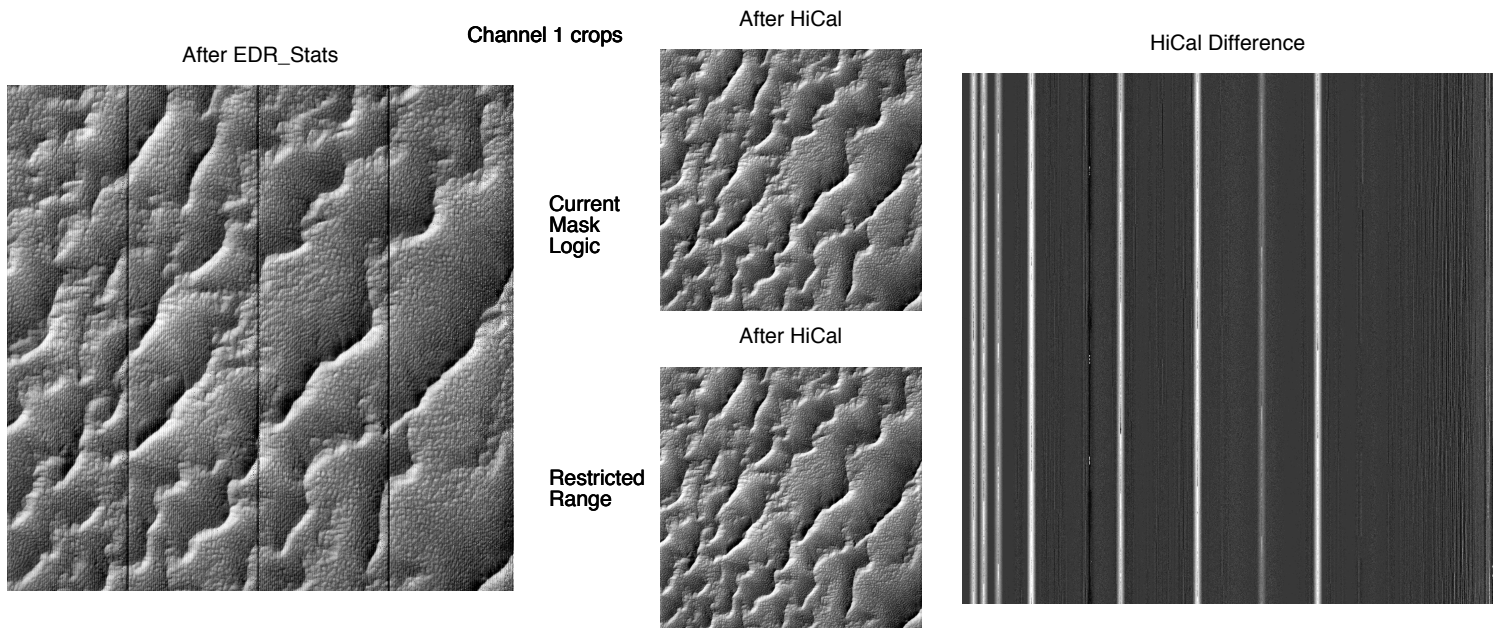 After EDR_Stats
Channel 1 crops
After HiCal
HiCal Difference
Current
Mask
Logic
After HiCal
Restricted
Range